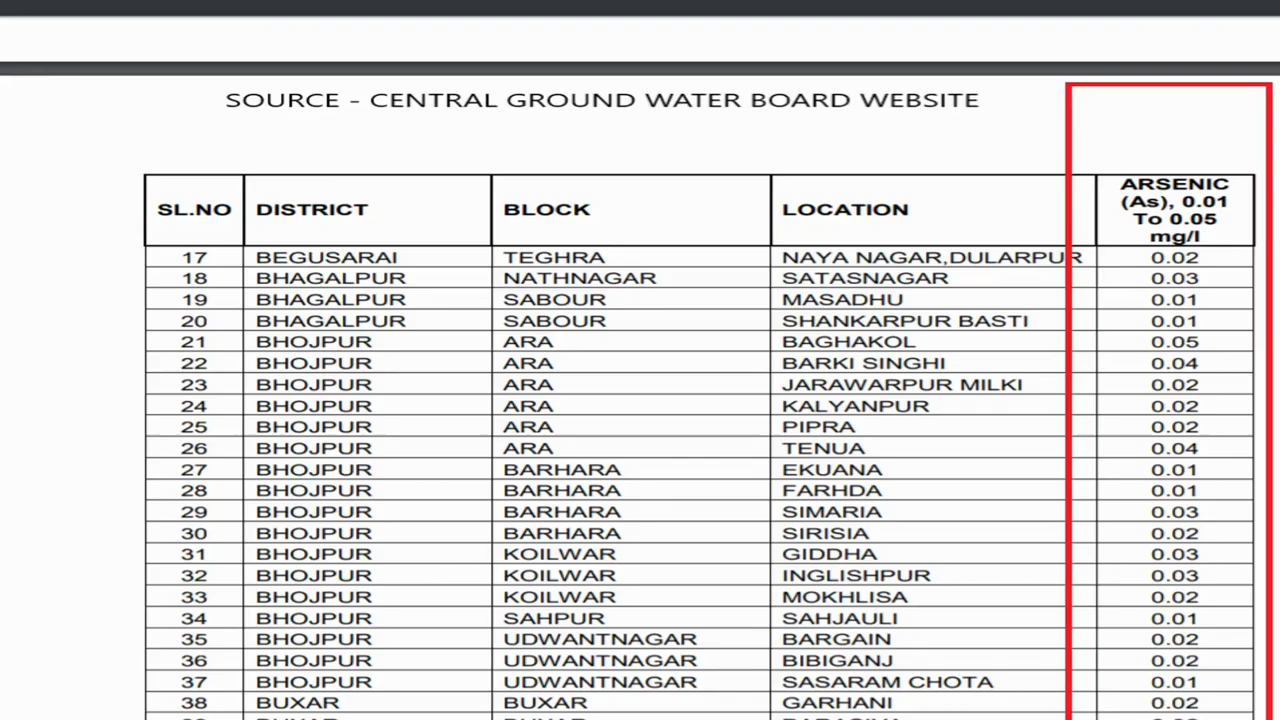 SOURCE - CENTRAL GROUND WATER BOARD WEBSITE
SL.NO DISTRICT BLOCK LOCATION ARSENIC (As), 0.01 To 0.05 mg/l
17 BEGUSARAI TEGHRA NAYA NAGAR,DULARPUR 0.02
18 BHAGALPUR NATHNAGAR SATASNAGAR 0.03
19 BHAGALPUR SABOUR MASADHU 0.01
20 BHAGALPUR SABOUR SHANKARPUR BASTI 0.01
21 BHOJPUR ARA BAGHAKOL 0.05
22 BHOJPUR ARA BARKI SINGHI 0.04
23 BHOJPUR ARA JARAWARPUR MILKI 0.02
24 BHOJPUR ARA KALYANPUR 0.02
25 BHOJPUR ARA PIPRA 0.02
26 BHOJPUR ARA TENUA 0.04
27 BHOJPUR BARHARA EKUANA 0.01
28 BHOJPUR BARHARA FARHDA 0.01
29 BHOJPUR BARHARA SIMARIA 0.03
30 BHOJPUR BARHARA SIRISIA 0.02
31 BHOJPUR KOILWAR GIDDHA 0.03
32 BHOJPUR KOILWAR INGLISHPUR 0.03
33 BHOJPUR KOILWAR MOKHLISA 0.02
34 BHOJPUR SAHPUR SAHJAULI 0.01
35 BHOJPUR UDWANTNAGAR BARGAIN 0.02
36 BHOJPUR UDWANTNAGAR BIBIGANJ 0.02
37 BHOJPUR UDWANTNAGAR SASARAM CHOTA 0.01
38 BUXAR BUXAR GARHANI 0.02